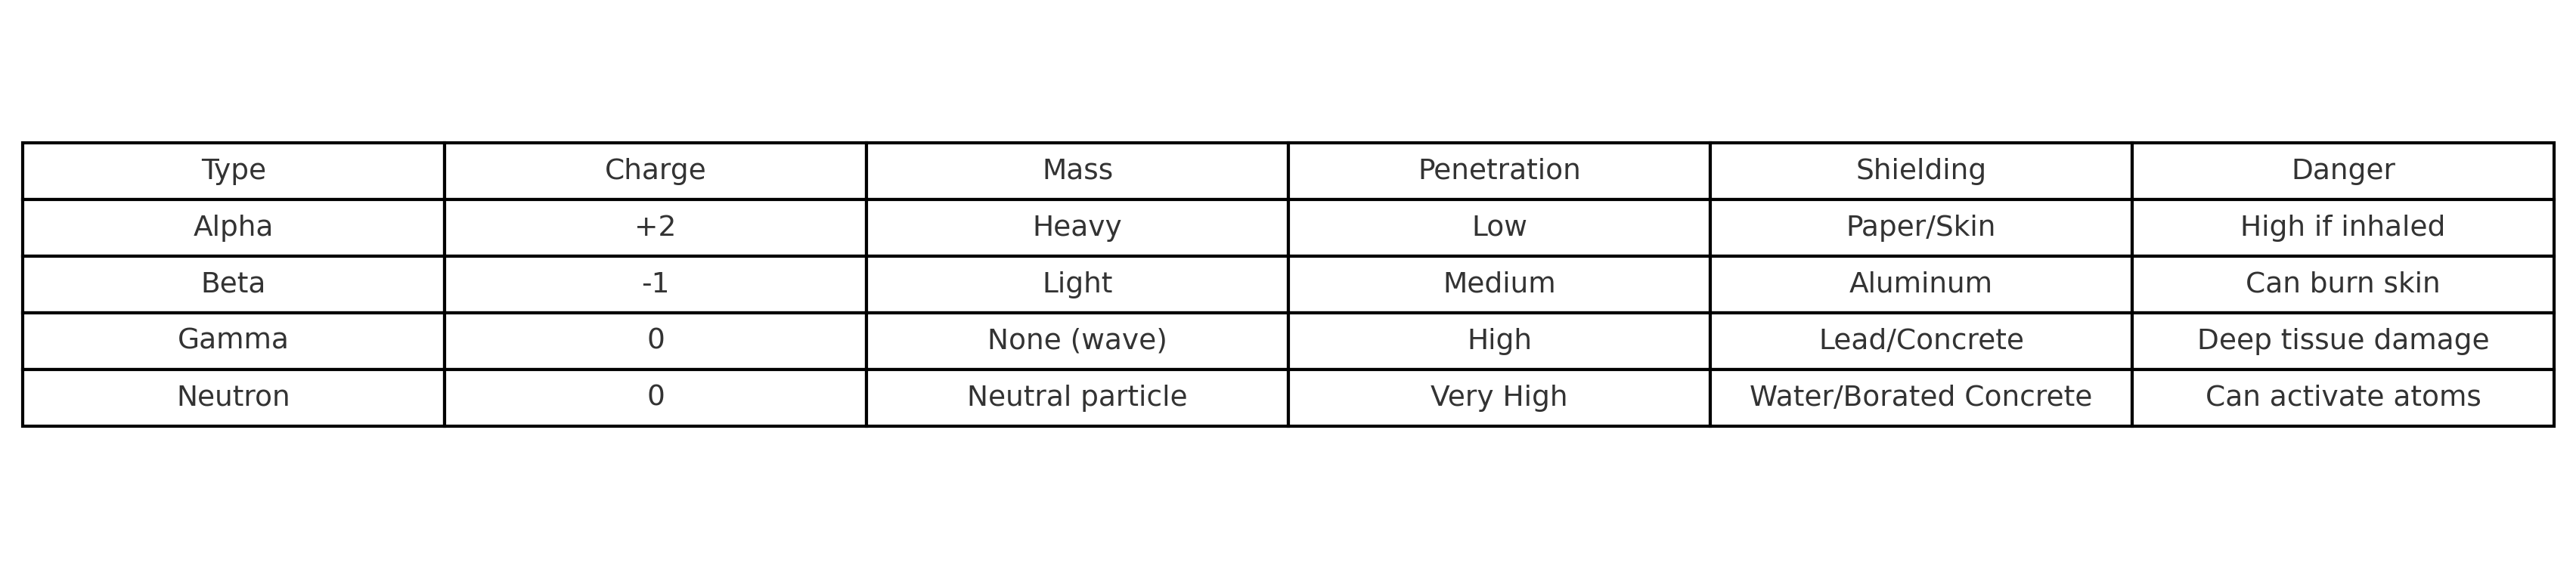 Type Charge Mass Penetration Shielding Danger
Alpha +2 Heavy Low Paper/Skin High if inhaled
Beta -1 Light Medium Aluminum Can burn skin
Gamma 0 None (wave) High Lead/Concrete Deep tissue damage
Neutron 0 Neutral particle Very High Water/Borated Concrete Can activate atoms